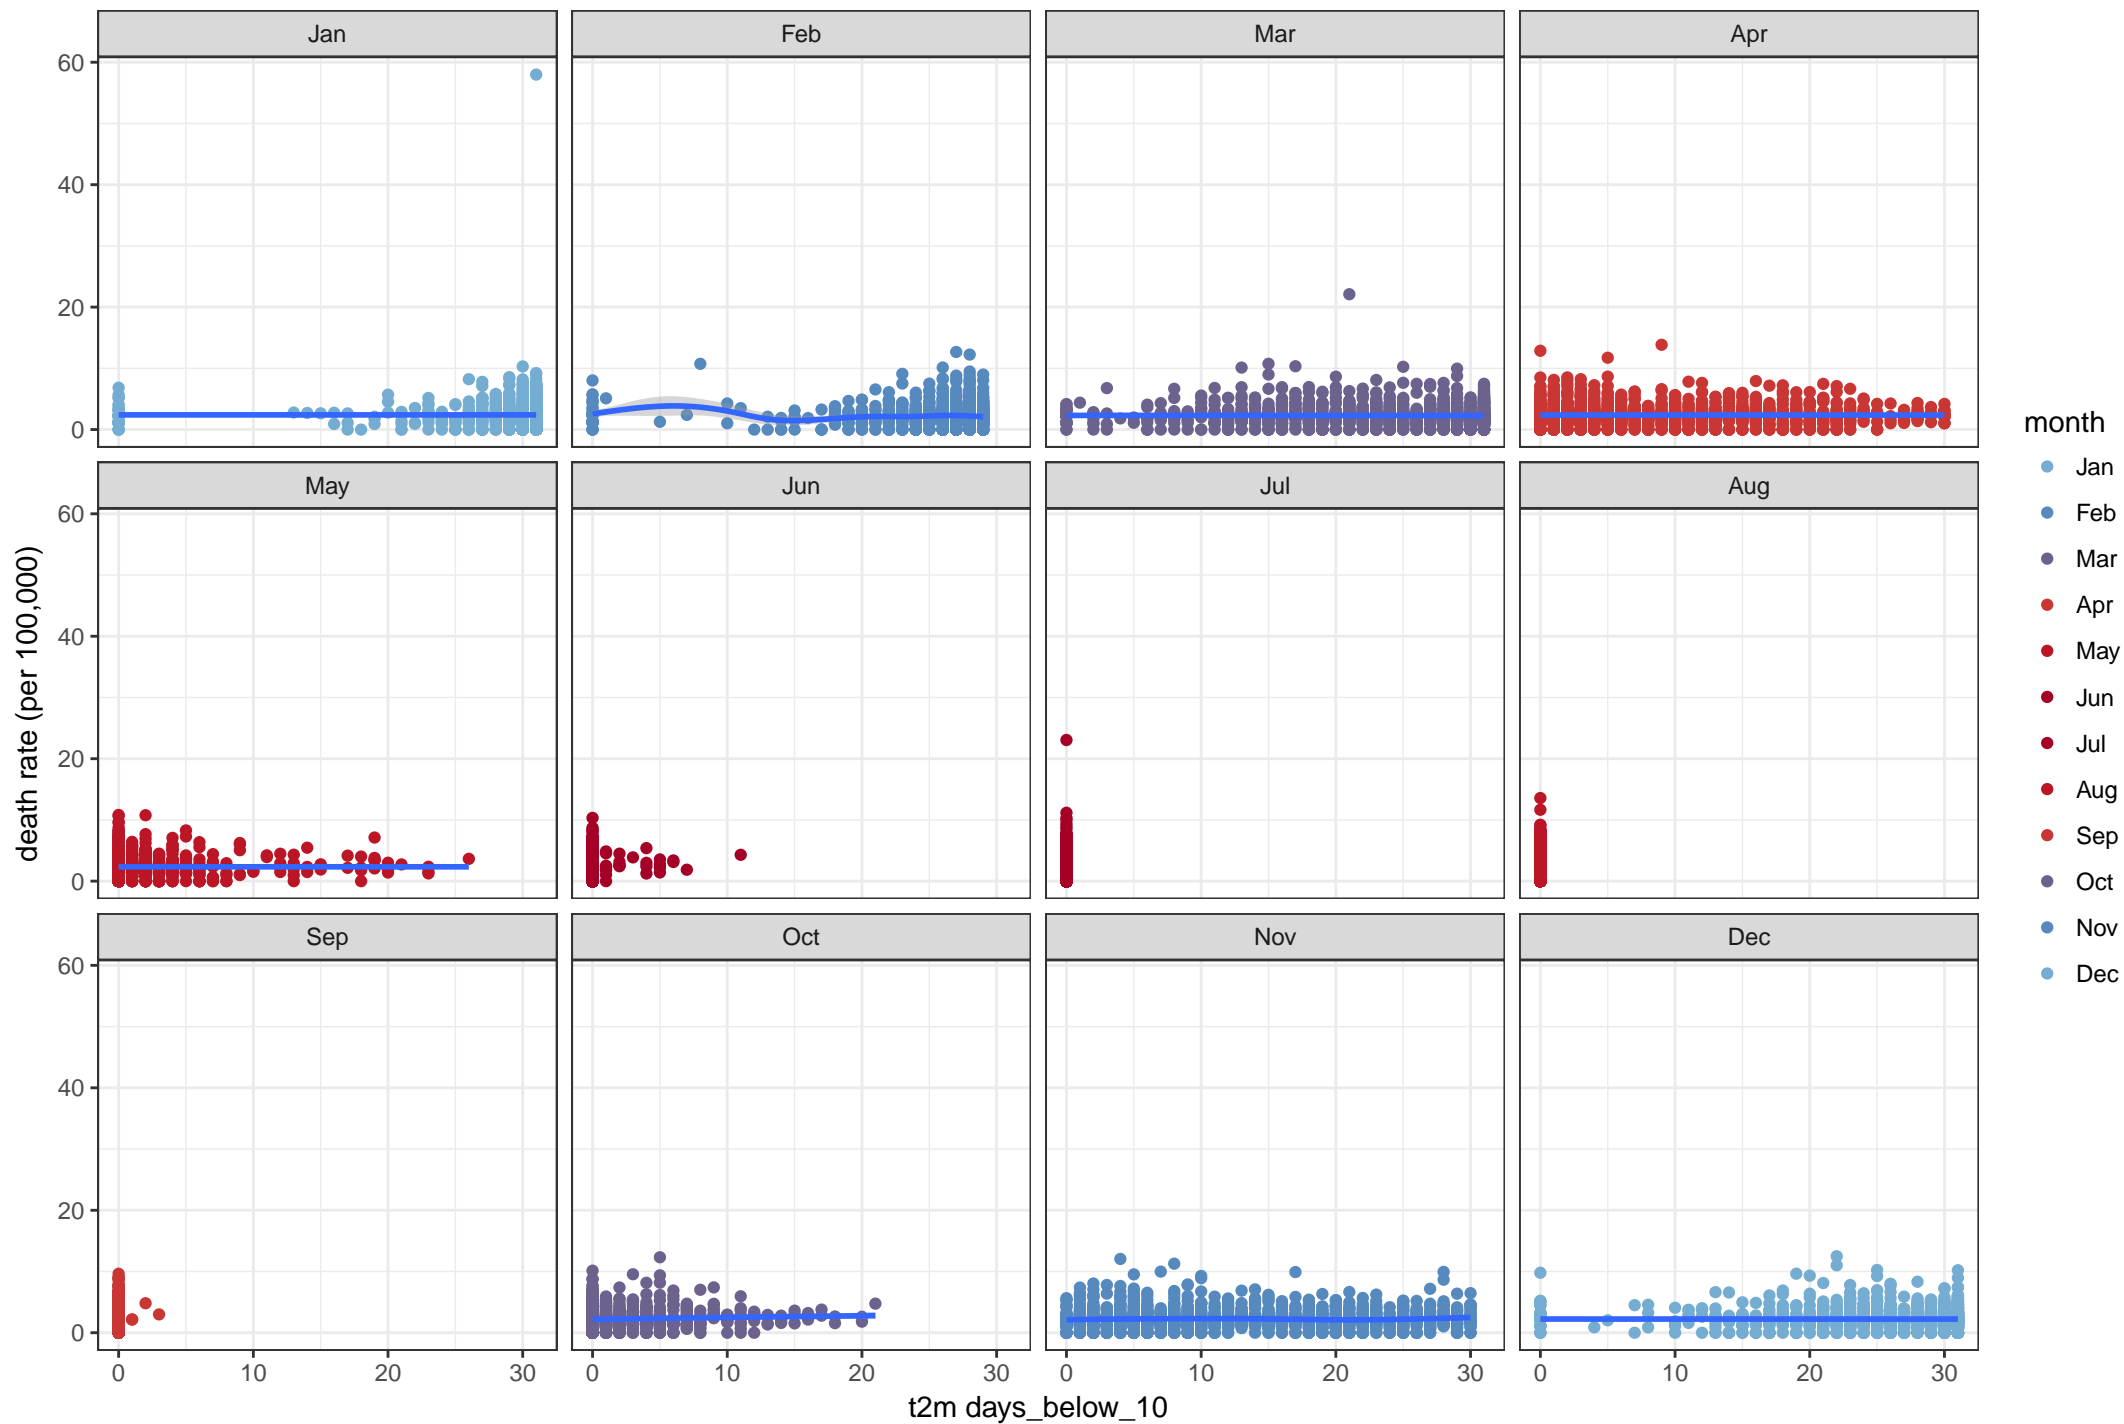 Jan Feb Mar Apr
60
40
20
0
May Jun Jul Aug
60
40
20
0
Sep Oct Nov Dec
60
40
20
0
0 10 20 30 0 10 20 30 0 10 20 30 0 10 20 30
t2m days_below_10
death rate (per 100,000)
month
Jan
Feb
Mar
Apr
May
Jun
Jul
Aug
Sep
Oct
Nov
Dec